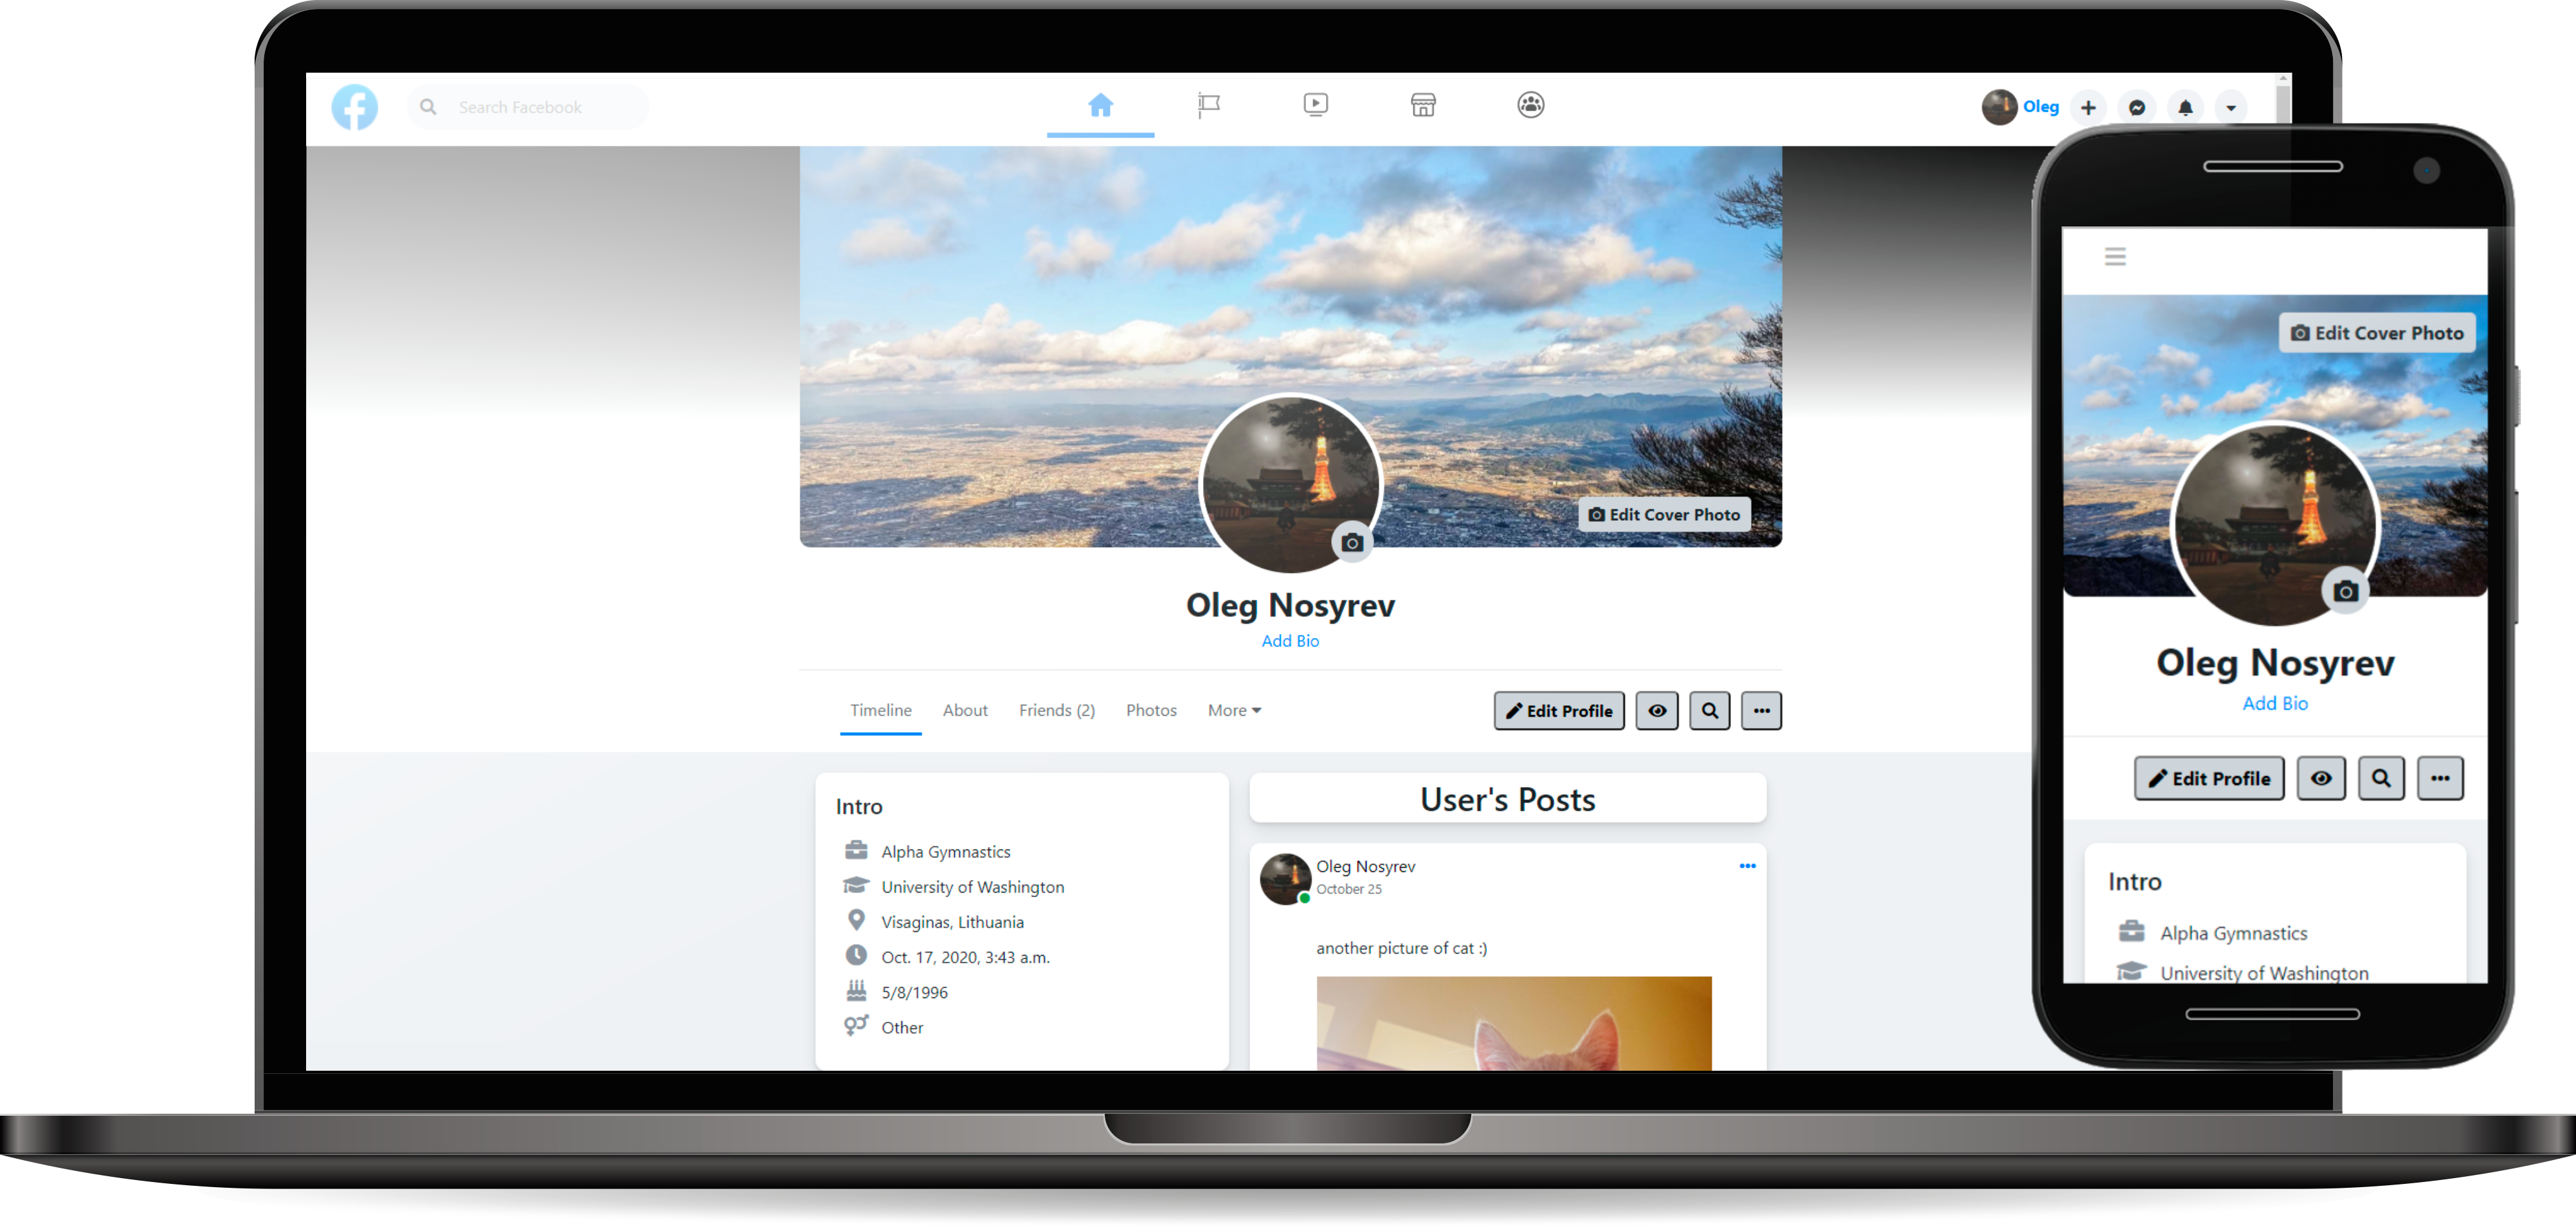 Search Facebook
Oleg
Edit Cover Photo
Oleg Nosyrev
Add Bio
Timeline About Friends (2) Photos More
Edit Profile
Intro
Alpha Gymnastics
University of Washington
Visaginas, Lithuania
Oct. 17, 2020, 3:43 a.m.
5/8/1996
Other
User's Posts
Oleg Nosyrev
October 25
another picture of cat :)
Edit Cover Photo
Oleg Nosyrev
Add Bio
Edit Profile
Intro
Alpha Gymnastics
University of Washington